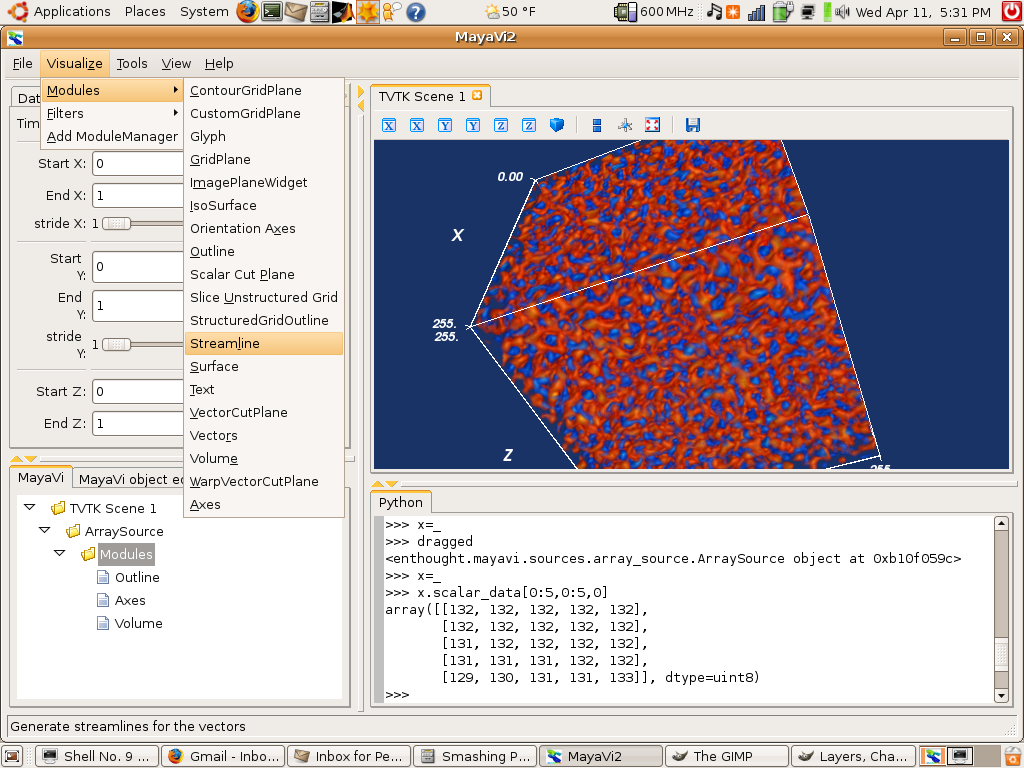 Applications Places System 50 °F 600 MHz Wed Apr 11, 5:31 PM
MayaVi2
File Visualize Tools View Help
Modules
Filters
Add ModuleManager
ContourGridPlane
CustomGridPlane
Glyph
GridPlane
ImagePlaneWidget
IsoSurface
Orientation Axes
Outline
Scalar Cut Plane
Slice Unstructured Grid
StructuredGridOutline
Streamline
Surface
Text
VectorCutPlane
Vectors
Volume
WarpVectorCutPlane
Axes
Start X: 0
End X: 1
stride X: 1
Start Y: 0
End Y: 1
stride Y: 1
Start Z: 0
End Z: 1
MayaVi MayaVi object
TVTK Scene 1
ArraySource
Modules
Outline
Axes
Volume
TVTK Scene 1
X X Y Y Z Z
0.00
X
255.
255.
Z
255
Python
>>> x=_
>>> dragged
<enthought.mayavi.sources.array_source.ArraySource object at 0xb10f059c>
>>> x=_
>>> x.scalar_data[0:5,0:5,0]
array([[132, 132, 132, 132, 132],
[132, 132, 132, 132, 132],
[131, 132, 132, 132, 132],
[131, 131, 131, 132, 132],
[129, 130, 131, 131, 133]], dtype=uint8)
>>>
Generate streamlines for the vectors
Shell No. 9 ... Gmail - Inbo... Inbox for Pe... Smashing P... MayaVi2 The GIMP Layers, Cha...